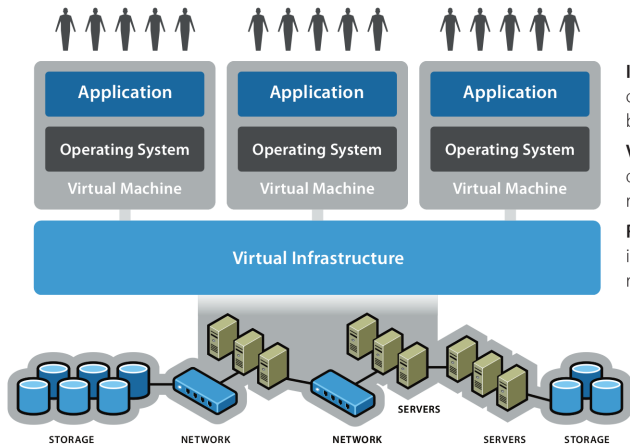 Application
Application
Application
Operating System
Operating System
Operating System
Virtual Machine
Virtual Machine
Virtual Machine
Virtual Infrastructure
SERVERS
STORAGE
NETWORK
NETWORK
SERVERS
STORAGE